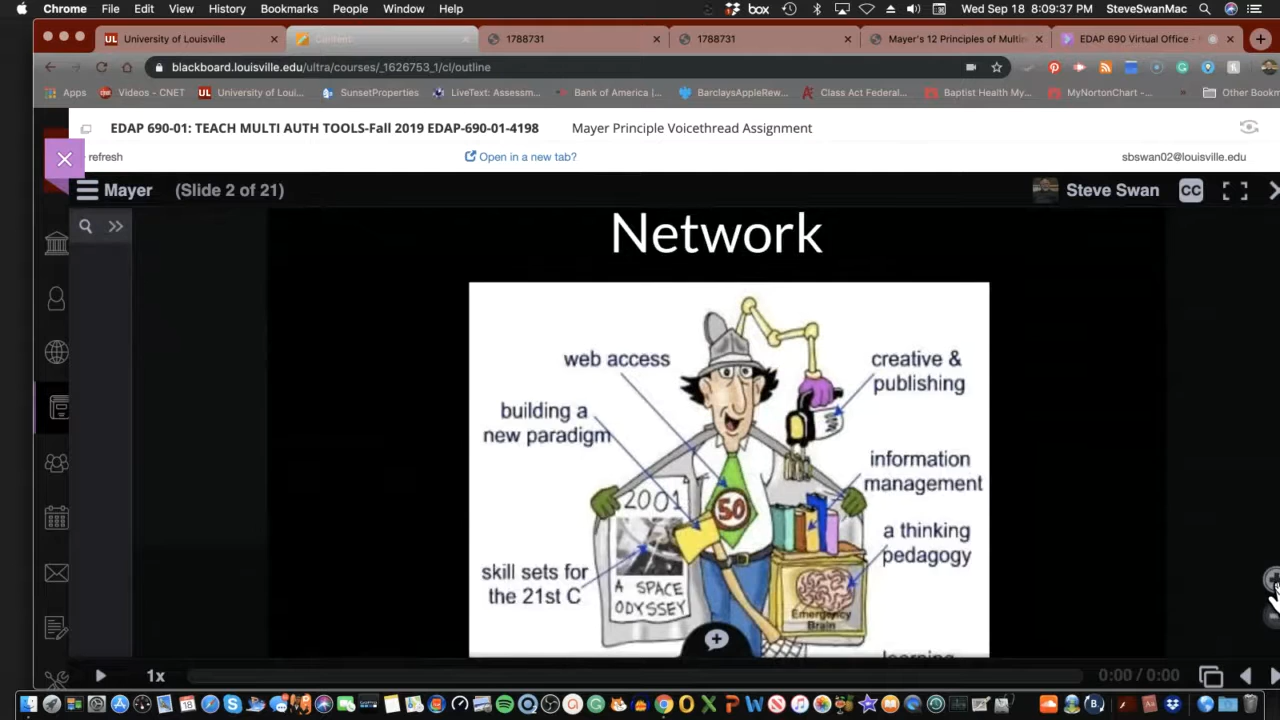 Chrome File Edit View History Bookmarks People Window Help box Wed Sep 18 8:09:37 PM SteveSwanMac
University of Louisville Content 1788731 1788731 Mayer's 12 Principles of Multim EDAP 690 Virtual Office -
blackboard.louisville.edu/ultra/courses/_1626753_1/cl/outline
Apps Videos - CNET University of Loui... SunsetProperties LiveText: Assessm... Bank of America |... BarclaysAppleRew... Class Act Federal... Baptist Health My... MyNortonChart -... » Other Bookm
EDAP 690-01: TEACH MULTI AUTH TOOLS-Fall 2019 EDAP-690-01-4198 Mayer Principle Voicethread Assignment
refresh Open in a new tab? sbswan02@louisville.edu
Mayer (Slide 2 of 21) Steve Swan CC
Network
web access
creative &
publishing
building a
new paradigm
information
management
2001
50
a thinking
pedagogy
skill sets for
the 21st C
A SPACE
ODYSSEY
Emergency
Brain
learning
1x 0:00 / 0:00